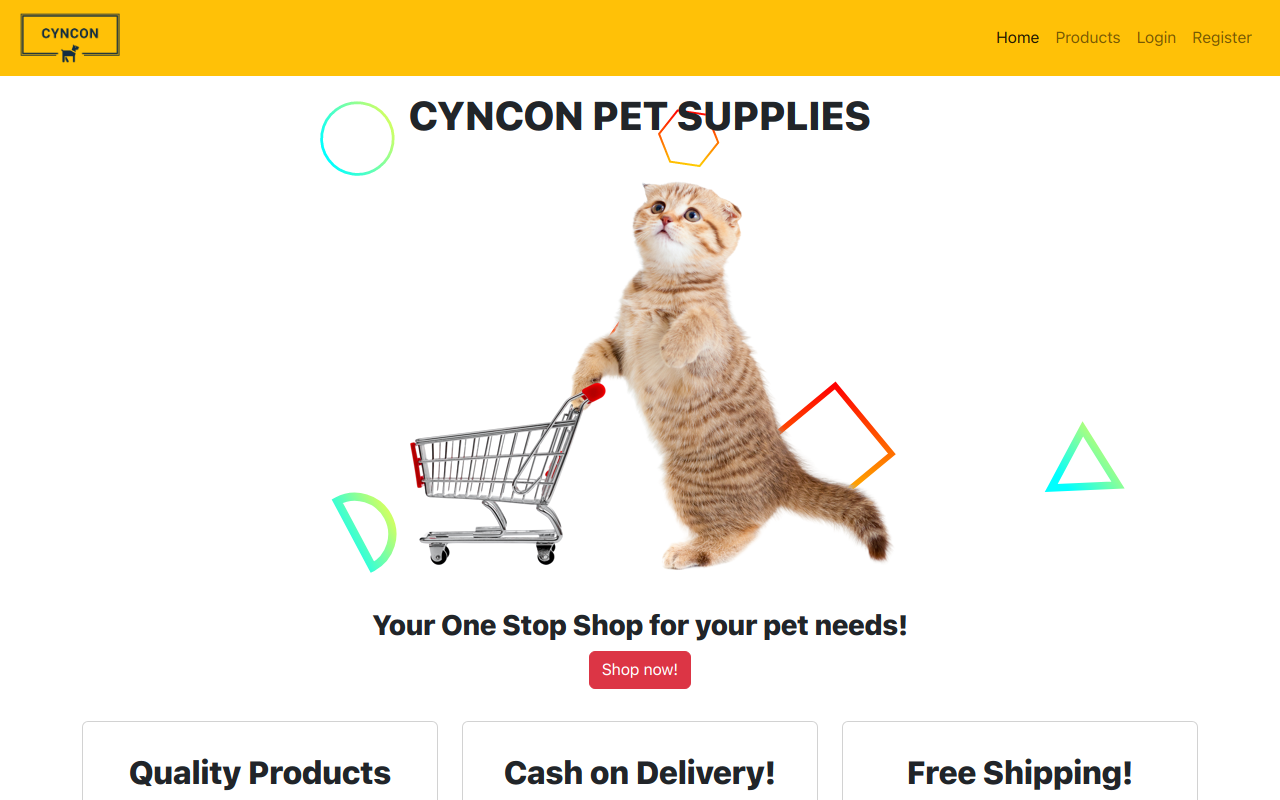 CYNCON
Home Products Login Register
CYNCON PET SUPPLIES
Your One Stop Shop for your pet needs!
Shop now!
Quality Products
Cash on Delivery!
Free Shipping!